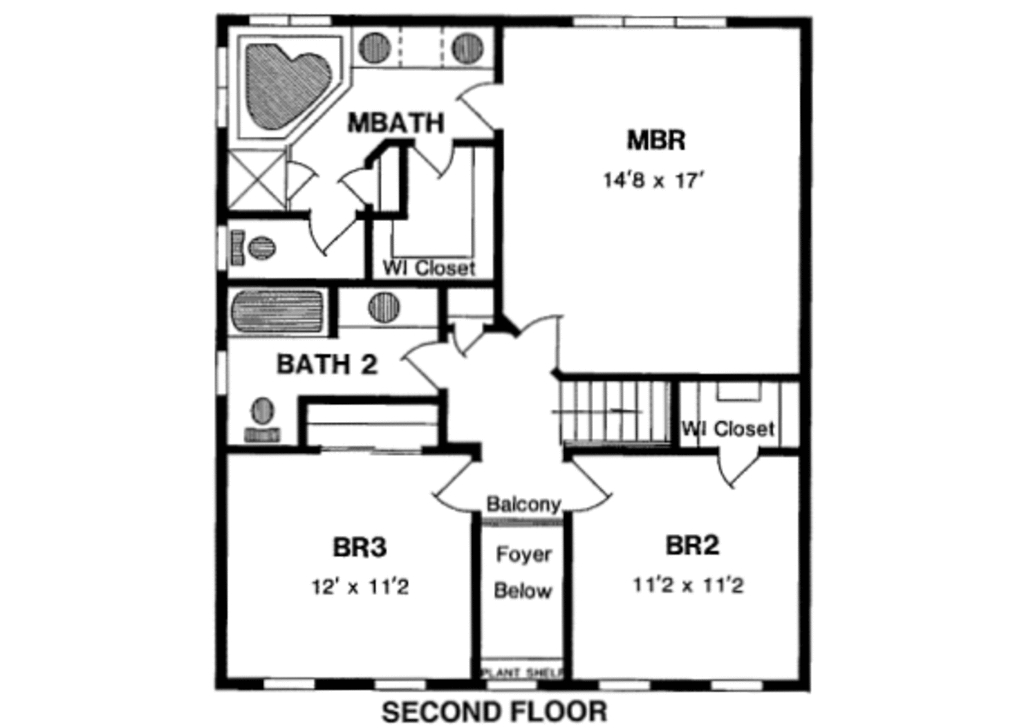 MBATH
MBR
14'8 x 17'
WI Closet
BATH 2
WI Closet
Balcony
BR3
12' x 11'2
Foyer
Below
BR2
11'2 x 11'2
PLANT SHELF
SECOND FLOOR